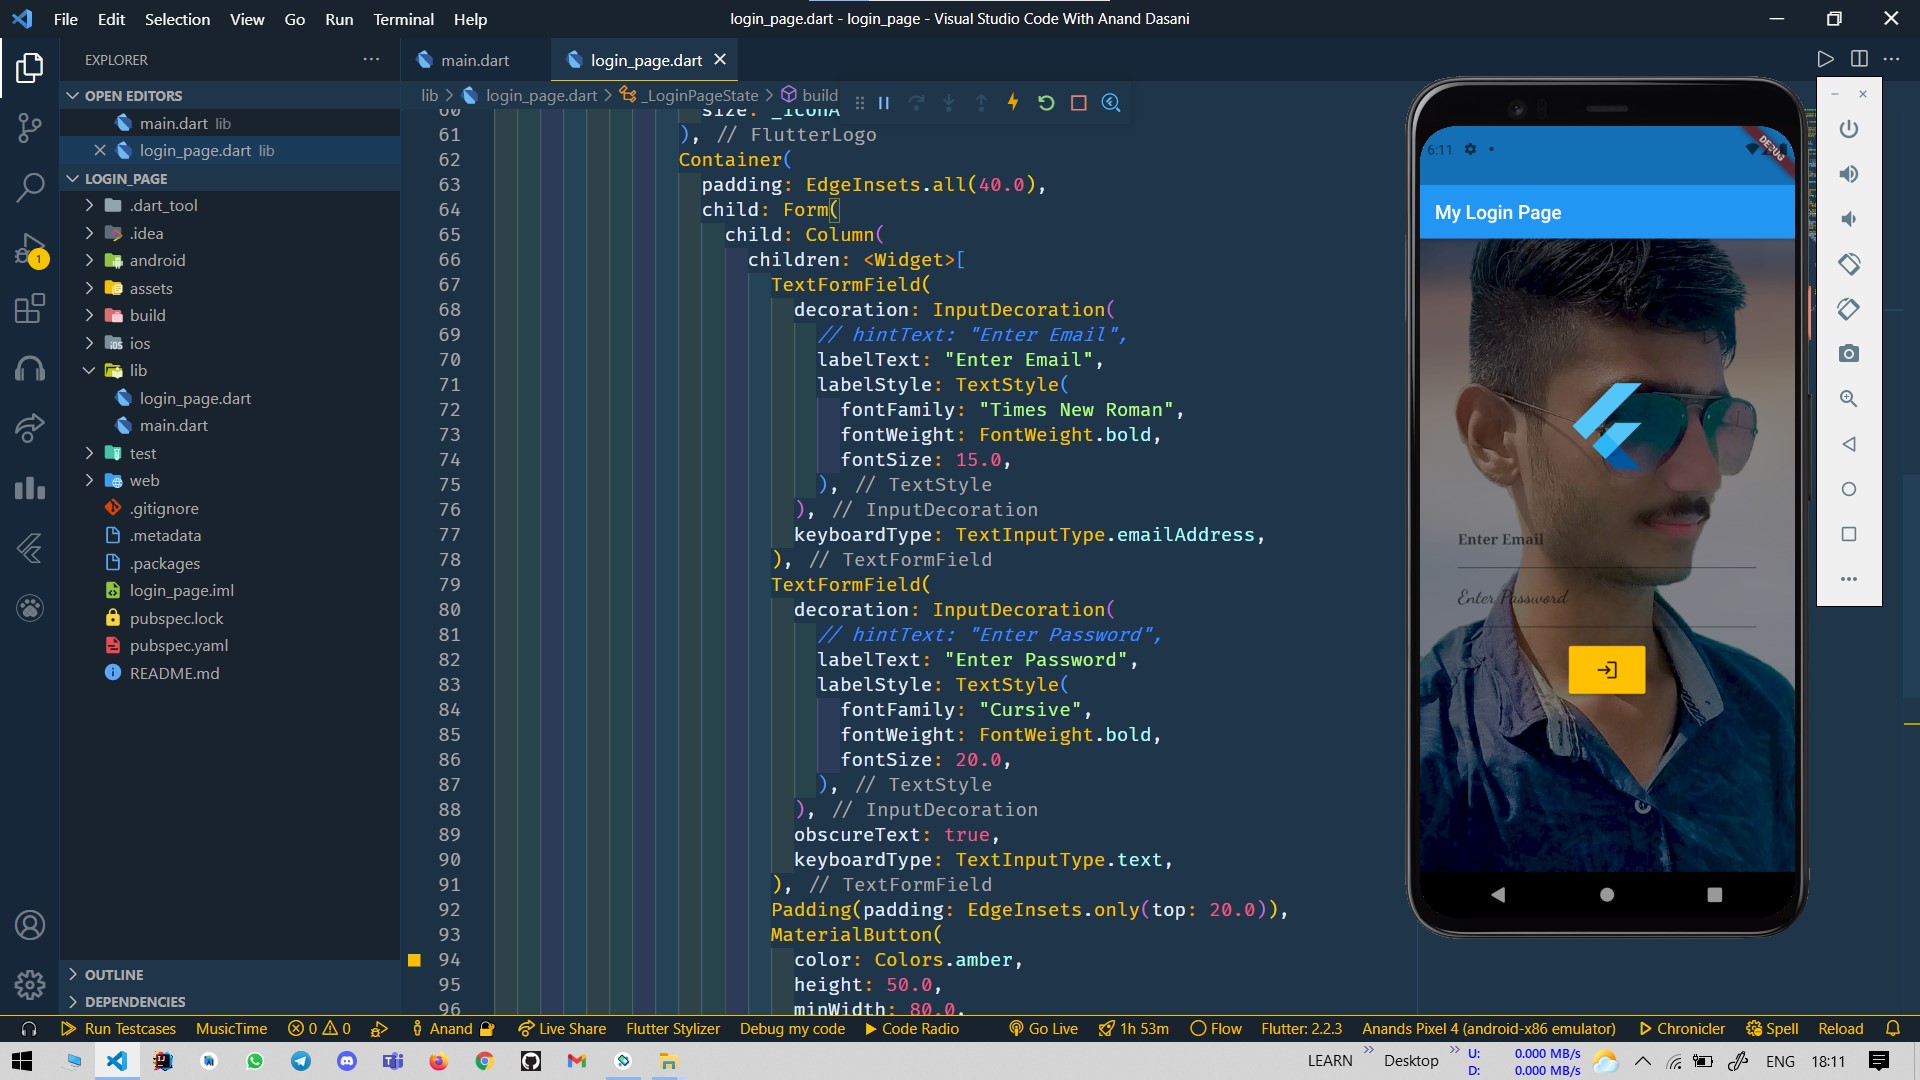 File Edit Selection View Go Run Terminal Help
login_page.dart - login_page - Visual Studio Code With Anand Dasani
EXPLORER
OPEN EDITORS
main.dart lib
login_page.dart lib
LOGIN_PAGE
.dart_tool
.idea
android
assets
build
ios
lib
login_page.dart
main.dart
test
web
.gitignore
.metadata
.packages
login_page.iml
pubspec.lock
pubspec.yaml
README.md
OUTLINE
DEPENDENCIES
1
main.dart
login_page.dart
lib > login_page.dart > _LoginPageState > build
60 size: _iconA
61 ), // FlutterLogo
62 Container(
63 padding: EdgeInsets.all(40.0),
64 child: Form(
65 child: Column(
66 children: <Widget>[
67 TextFormField(
68 decoration: InputDecoration(
69 // hintText: "Enter Email",
70 labelText: "Enter Email",
71 labelStyle: TextStyle(
72 fontFamily: "Times New Roman",
73 fontWeight: FontWeight.bold,
74 fontSize: 15.0,
75 ), // TextStyle
76 ), // InputDecoration
77 keyboardType: TextInputType.emailAddress,
78 ), // TextFormField
79 TextFormField(
80 decoration: InputDecoration(
81 // hintText: "Enter Password",
82 labelText: "Enter Password",
83 labelStyle: TextStyle(
84 fontFamily: "Cursive",
85 fontWeight: FontWeight.bold,
86 fontSize: 20.0,
87 ), // TextStyle
88 ), // InputDecoration
89 obscureText: true,
90 keyboardType: TextInputType.text,
91 ), // TextFormField
92 Padding(padding: EdgeInsets.only(top: 20.0)),
93 MaterialButton(
94 color: Colors.amber,
95 height: 50.0,
96 minWidth: 80.0,
6:11
DEBUG
My Login Page
Enter Email
Enter Password
Run Testcases MusicTime 0 0 Anand Live Share Flutter Stylizer Debug my code Code Radio Go Live 1h 53m Flow Flutter: 2.2.3 Anands Pixel 4 (android-x86 emulator) Chronicler Spell Reload
LEARN Desktop U: 0.000 MB/s
D: 0.000 MB/s
ENG 18:11